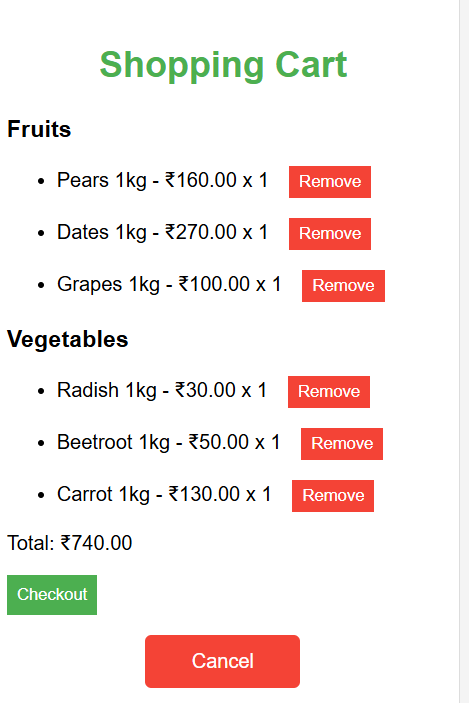 Shopping Cart
Fruits
• Pears 1kg - ₹160.00 x 1 Remove
• Dates 1kg - ₹270.00 x 1 Remove
• Grapes 1kg - ₹100.00 x 1 Remove
Vegetables
• Radish 1kg - ₹30.00 x 1 Remove
• Beetroot 1kg - ₹50.00 x 1 Remove
• Carrot 1kg - ₹130.00 x 1 Remove
Total: ₹740.00
Checkout
Cancel